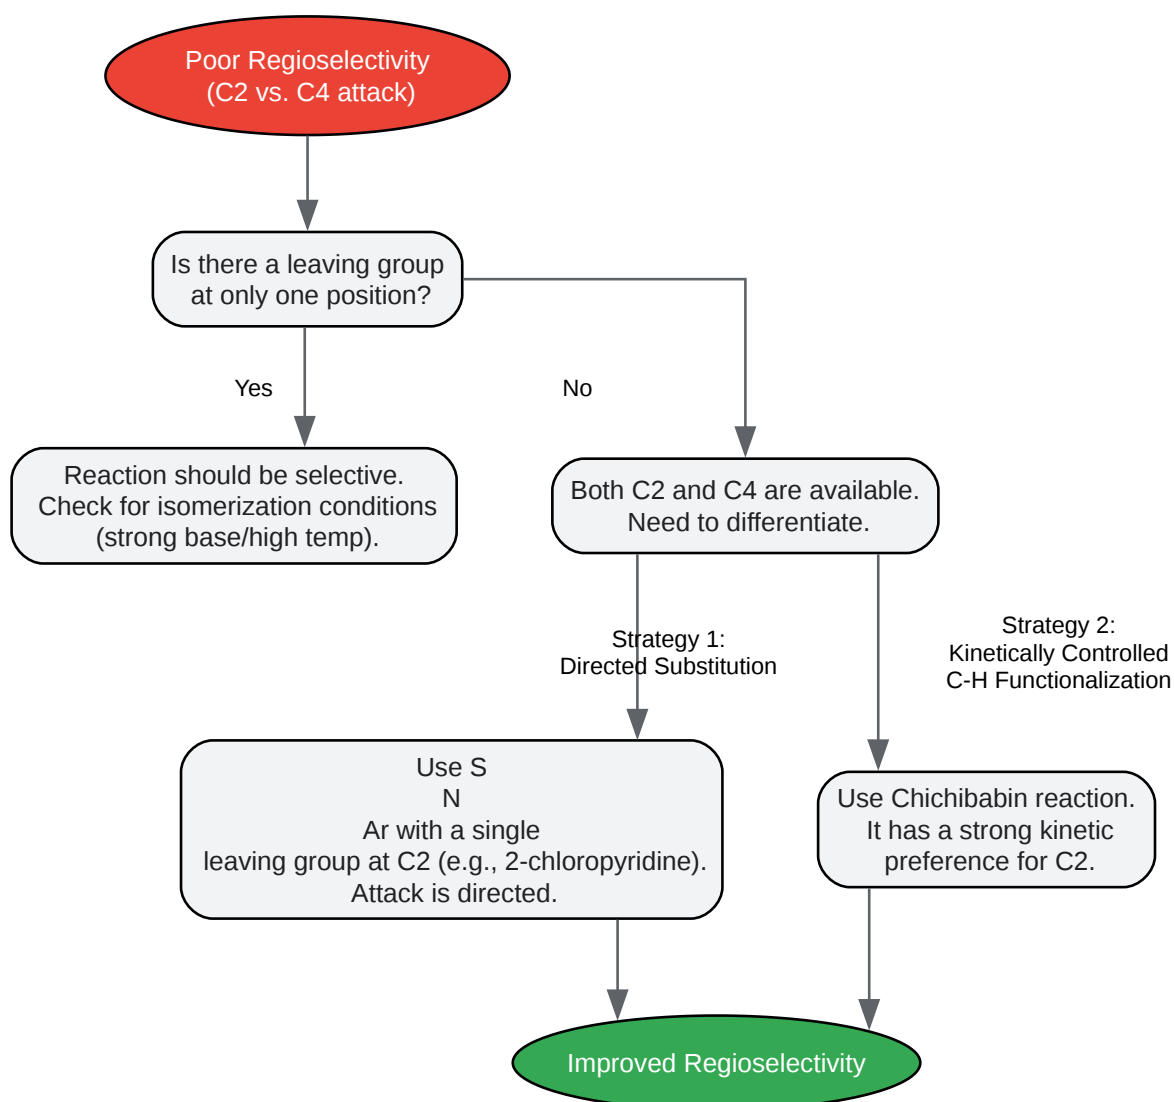 Poor Regioselectivity
(C2 vs. C4 attack)
Is there a leaving group
at only one position?
Yes
No
Reaction should be selective.
Check for isomerization conditions
(strong base/high temp).
Both C2 and C4 are available.
Need to differentiate.
Strategy 1:
Directed Substitution
Strategy 2:
Kinetically Controlled
C-H Functionalization
Use S
N
Ar with a single
leaving group at C2 (e.g., 2-chloropyridine).
Attack is directed.
Use Chichibabin reaction.
It has a strong kinetic
preference for C2.
Improved Regioselectivity